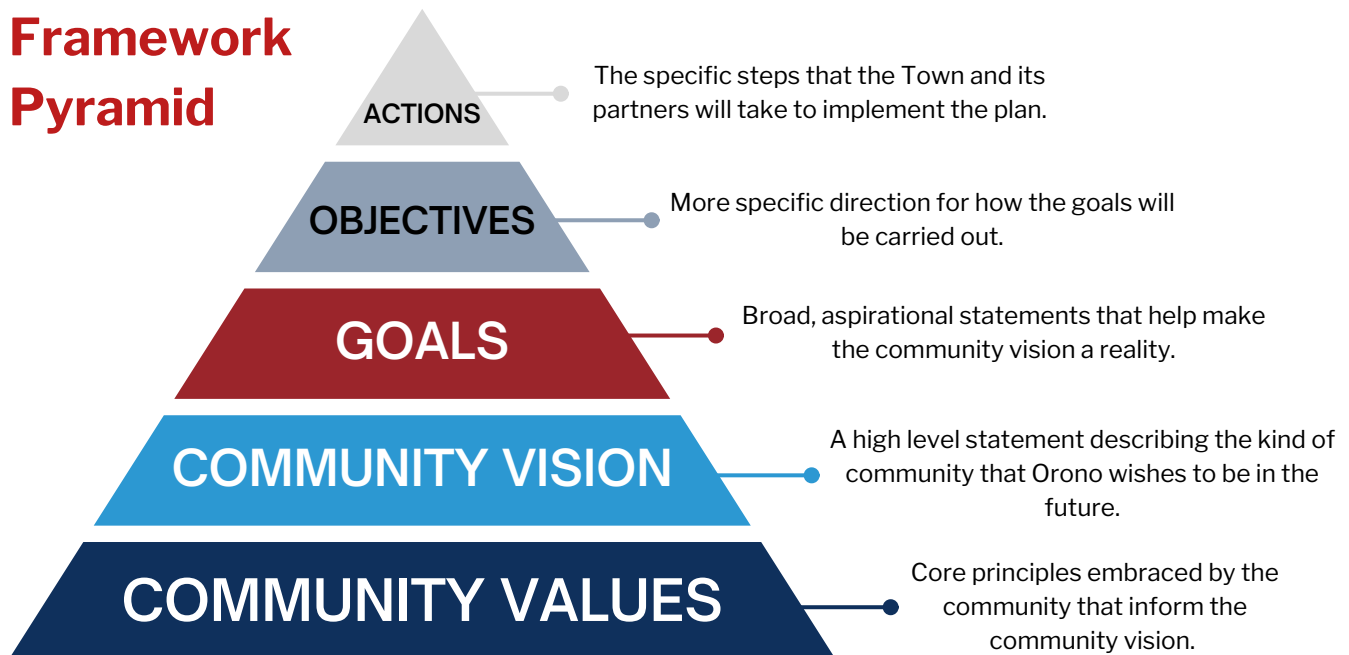 Framework
Pyramid
ACTIONS
The specific steps that the Town and its
partners will take to implement the plan.
OBJECTIVES
More specific direction for how the goals will
be carried out.
GOALS
Broad, aspirational statements that help make
the community vision a reality.
COMMUNITY VISION
A high level statement describing the kind of
community that Orono wishes to be in the
future.
COMMUNITY VALUES
Core principles embraced by the
community that inform the
community vision.